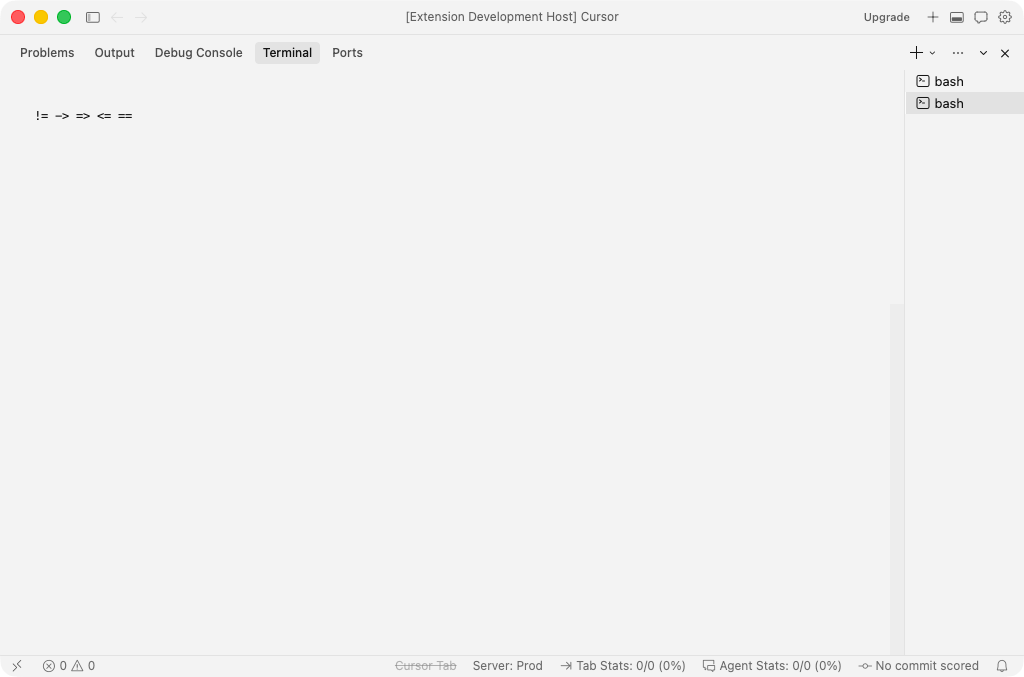 [Extension Development Host] Cursor
Upgrade
Problems Output Debug Console Terminal Ports
bash
bash
!= -> => <= ==
0 0 Cursor Tab Server: Prod Tab Stats: 0/0 (0%) Agent Stats: 0/0 (0%) No commit scored